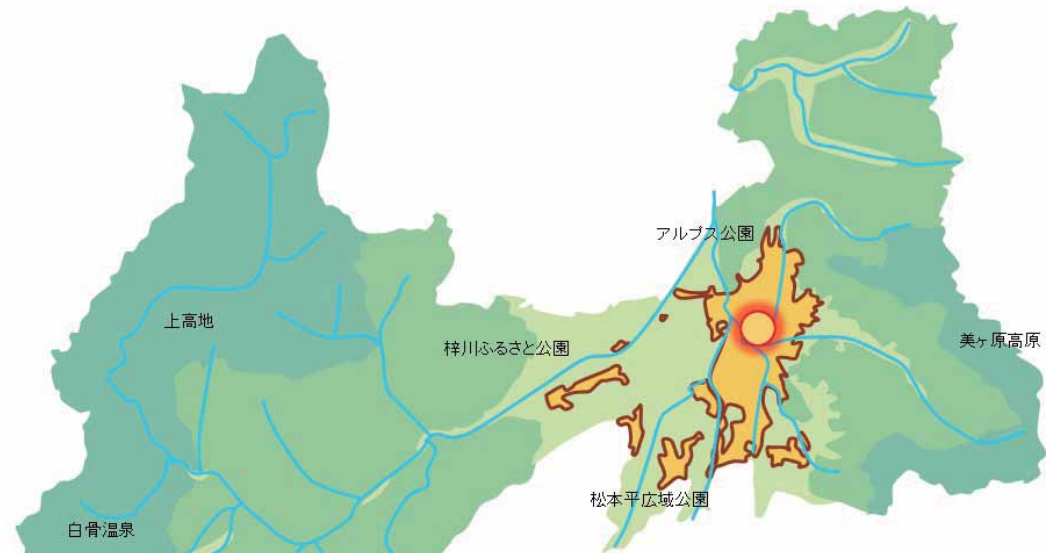 アルプス公園
上高地
美ヶ原高原
梓川ふるさと公園
松本平広域公園
白骨温泉